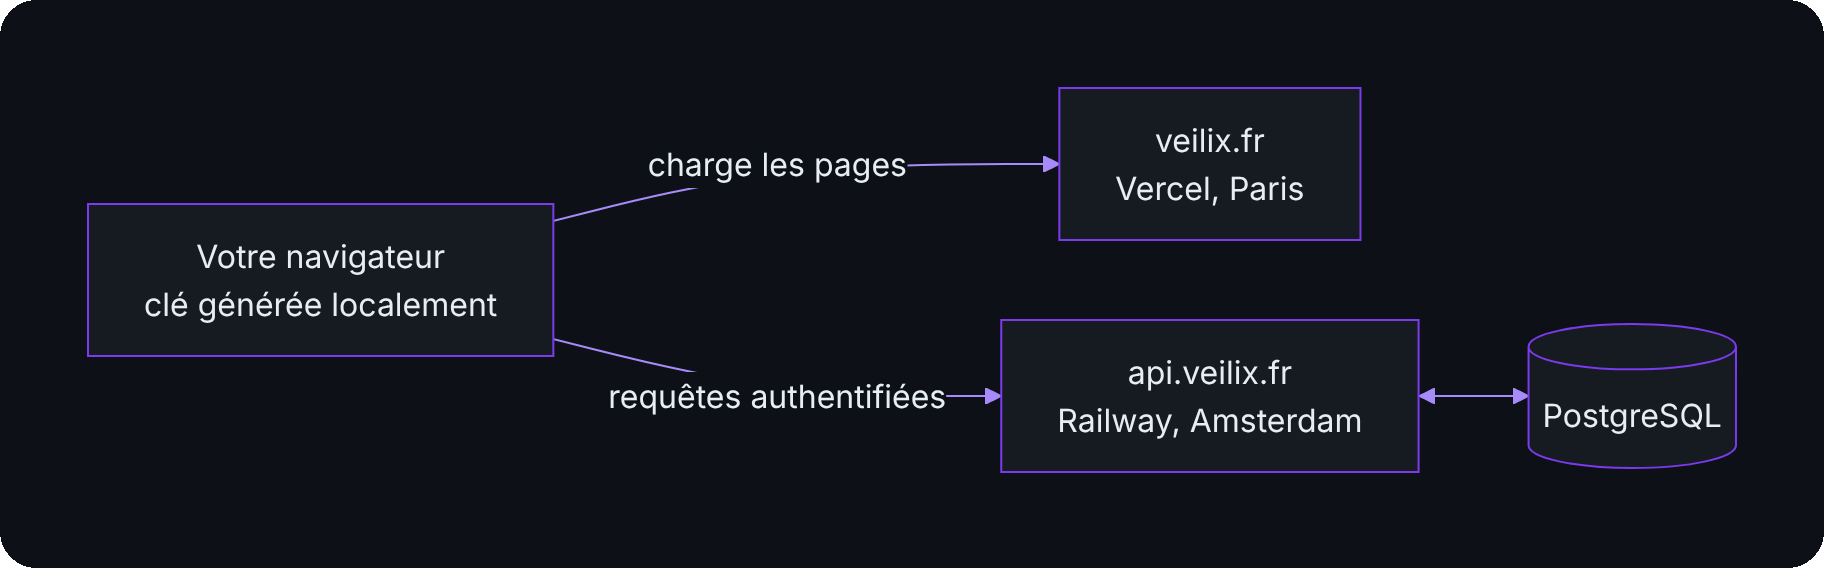 charge les pages
veilix.fr
Vercel, Paris
Votre navigateur
clé générée localement
requêtes authentifiées
api.veilix.fr
Railway, Amsterdam
PostgreSQL